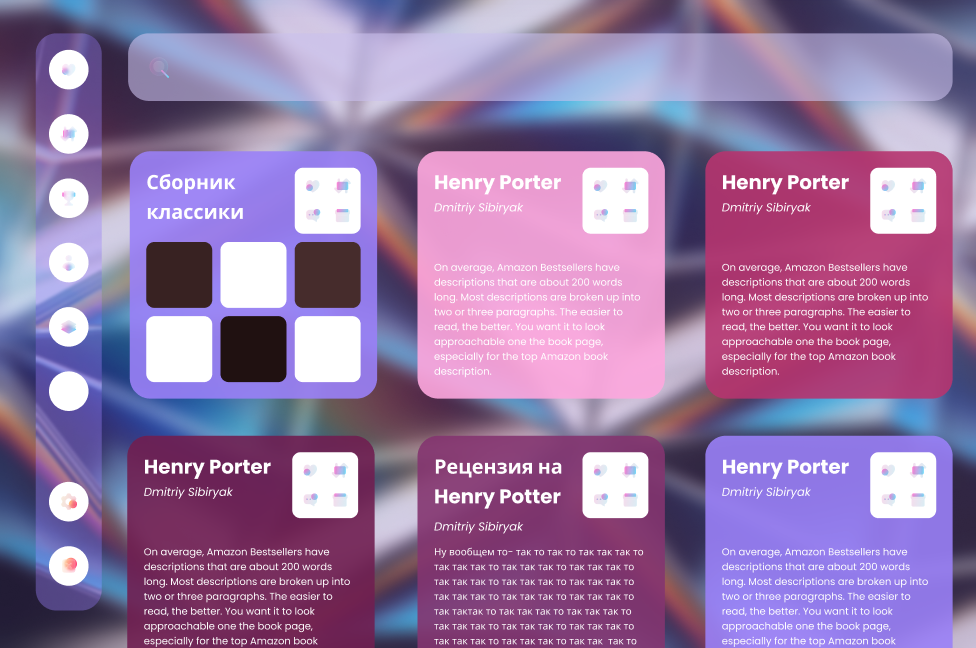 Сборник
классики
Henry Porter
Dmitriy Sibiryak
On average, Amazon Bestsellers have
descriptions that are about 200 words
long. Most descriptions are broken up into
two or three paragraphs. The easier to
read, the better. You want it to look
approachable one the book page,
especially for the top Amazon book
description.
Henry Porter
Dmitriy Sibiryak
On average, Amazon Bestsellers have
descriptions that are about 200 words
long. Most descriptions are broken up into
two or three paragraphs. The easier to
read, the better. You want it to look
approachable one the book page,
especially for the top Amazon book
description.
Henry Porter
Dmitriy Sibiryak
On average, Amazon Bestsellers have
descriptions that are about 200 words
long. Most descriptions are broken up into
two or three paragraphs. The easier to
read, the better. You want it to look
approachable one the book page,
especially for the top Amazon book
Рецензия на
Henry Potter
Dmitriy Sibiryak
Ну вообщем то- так то так то так так так то
так так так то так так то так так так то
так так так то так так то так так так то
так так так то так так то так так так то
так тактак то так так так то так так то
так так так то так так то так так так то
так так так то так так то так так  так то
Henry Porter
Dmitriy Sibiryak
On average, Amazon Bestsellers have
descriptions that are about 200 words
long. Most descriptions are broken up into
two or three paragraphs. The easier to
read, the better. You want it to look
approachable one the book page,
especially for the top Amazon book